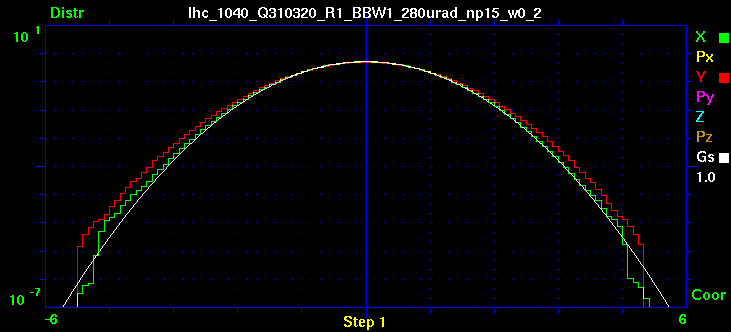 Distr lhc_1040_Q310320_R1_BBW1_280urad_np15_w0_2
10 1
X
Px
Y
Py
Z
Pz
Gs
1.0
10 -7
Coor
-6 Step 1 6